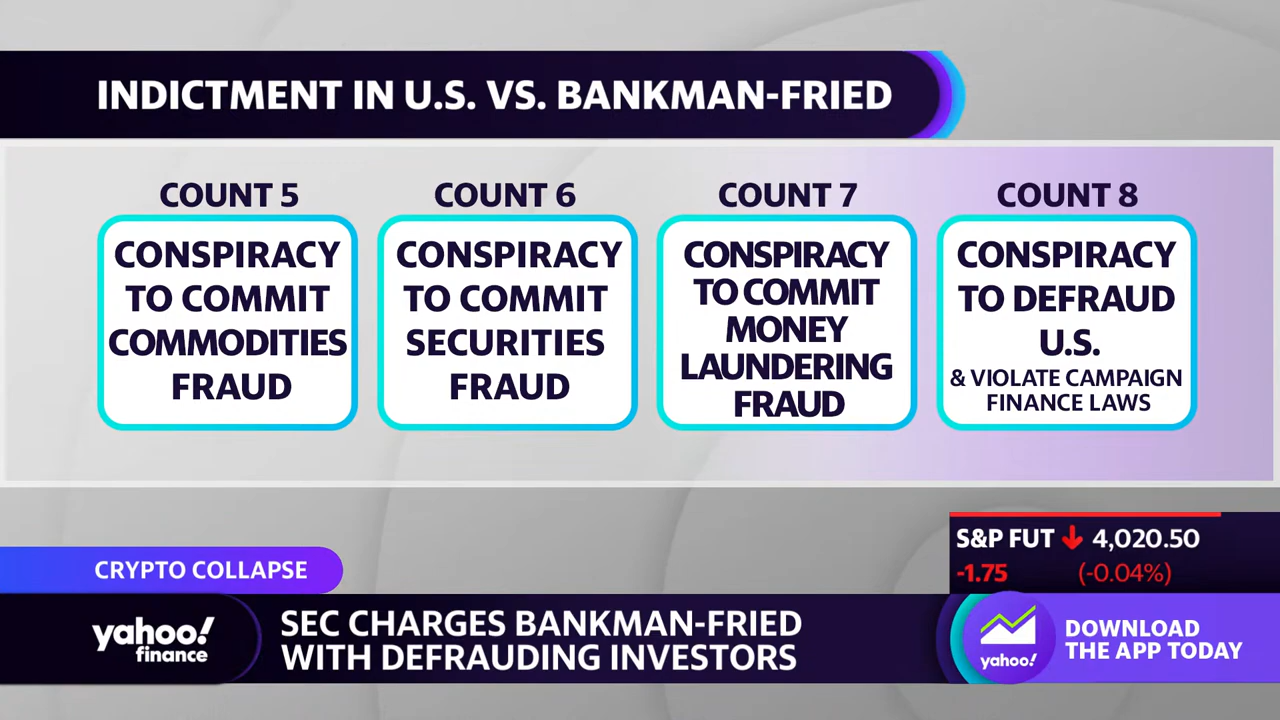 INDICTMENT IN U.S. VS. BANKMAN-FRIED
COUNT 5
CONSPIRACY
TO COMMIT
COMMODITIES
FRAUD
COUNT 6
CONSPIRACY
TO COMMIT
SECURITIES
FRAUD
COUNT 7
CONSPIRACY
TO COMMIT
MONEY
LAUNDERING
FRAUD
COUNT 8
CONSPIRACY
TO DEFRAUD
U.S.
& VIOLATE CAMPAIGN
FINANCE LAWS
S&P FUT 4,020.50
-1.75 (-0.04%)
CRYPTO COLLAPSE
yahoo!
finance
SEC CHARGES BANKMAN-FRIED
WITH DEFRAUDING INVESTORS
yahoo!
DOWNLOAD
THE APP TODAY